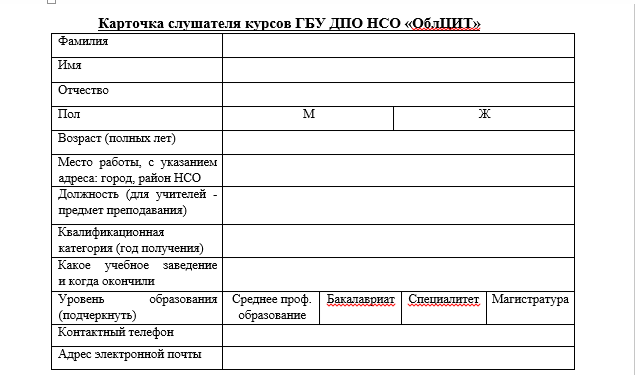 Карточка слушателя курсов ГБУ ДПО НСО «ОблЦИТ»
Фамилия
Имя
Отчество
Пол М Ж
Возраст (полных лет)
Место работы, с указанием
адреса: город, район НСО
Должность (для учителей -
предмет преподавания)
Квалификационная
категория (год получения)
Какое учебное заведение
и когда окончили
Уровень образования Среднее проф. Бакалавриат Специалитет Магистратура
(подчеркнуть) образование
Контактный телефон
Адрес электронной почты